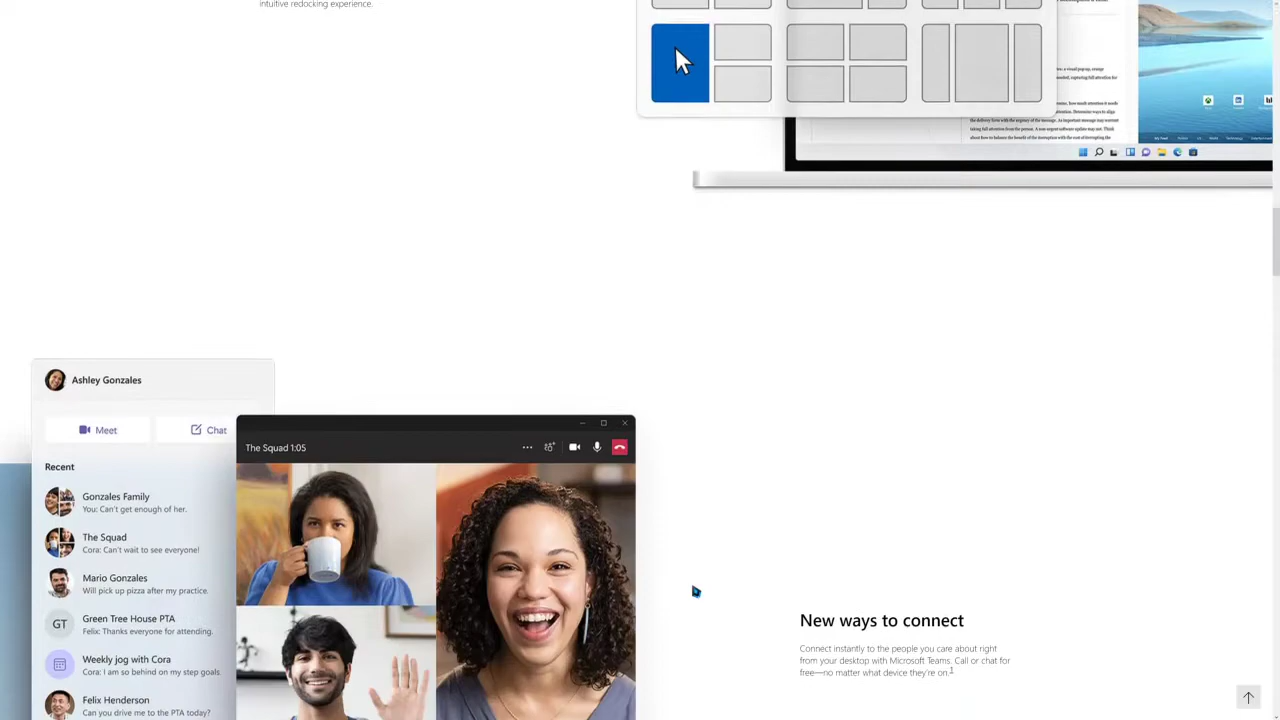 intuitive redocking experience.
Ashley Gonzales
Meet
Chat
Recent
Gonzales Family
You: Can't get enough of her.
The Squad
Cora: Can't wait to see everyone!
Mario Gonzales
Will pick up pizza after my practice.
GT
Green Tree House PTA
Felix: Thanks everyone for attending.
Weekly jog with Cora
Cora: I am so behind on my step goals.
Felix Henderson
Can you drive me to the PTA today?
The Squad 1:05
New ways to connect
Connect instantly to the people you care about right
from your desktop with Microsoft Teams. Call or chat for
free—no matter what device they're on.1